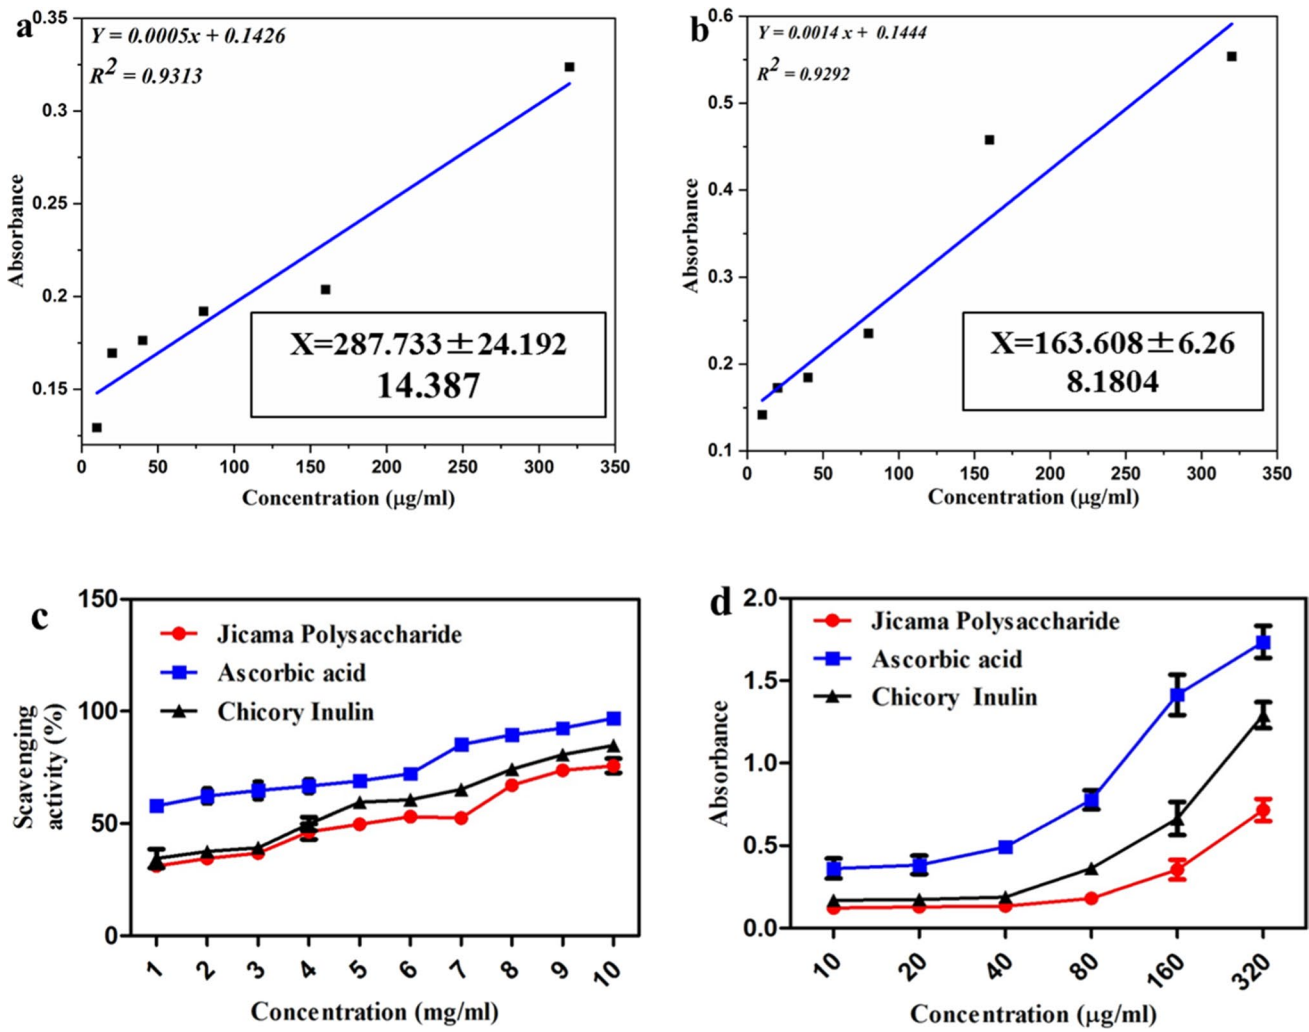 a
Y = 0.0005x + 0.1426
R² = 0.9313
0.35
0.3
0.25
0.2
0.15
Absorbance
X=287.733±24.192
14.387
0 50 100 150 200 250 300 350
Concentration (μg/ml)
b
Y = 0.0014 x + 0.1444
R² = 0.9292
0.6
0.5
0.4
0.3
0.2
0.1
Absorbance
X=163.608±6.26
8.1804
0 50 100 150 200 250 300 350
Concentration (μg/ml)
c
150
100
50
0
Scavenging
activity (%)
Jicama Polysaccharide
Ascorbic acid
Chicory Inulin
1 2 3 4 5 6 7 8 9 10
Concentration (mg/ml)
d
2.0
1.5
1.0
0.5
0.0
Absorbance
Jicama Polysaccharide
Ascorbic acid
Chicory Inulin
10 20 40 80 160 320
Concentration (μg/ml)